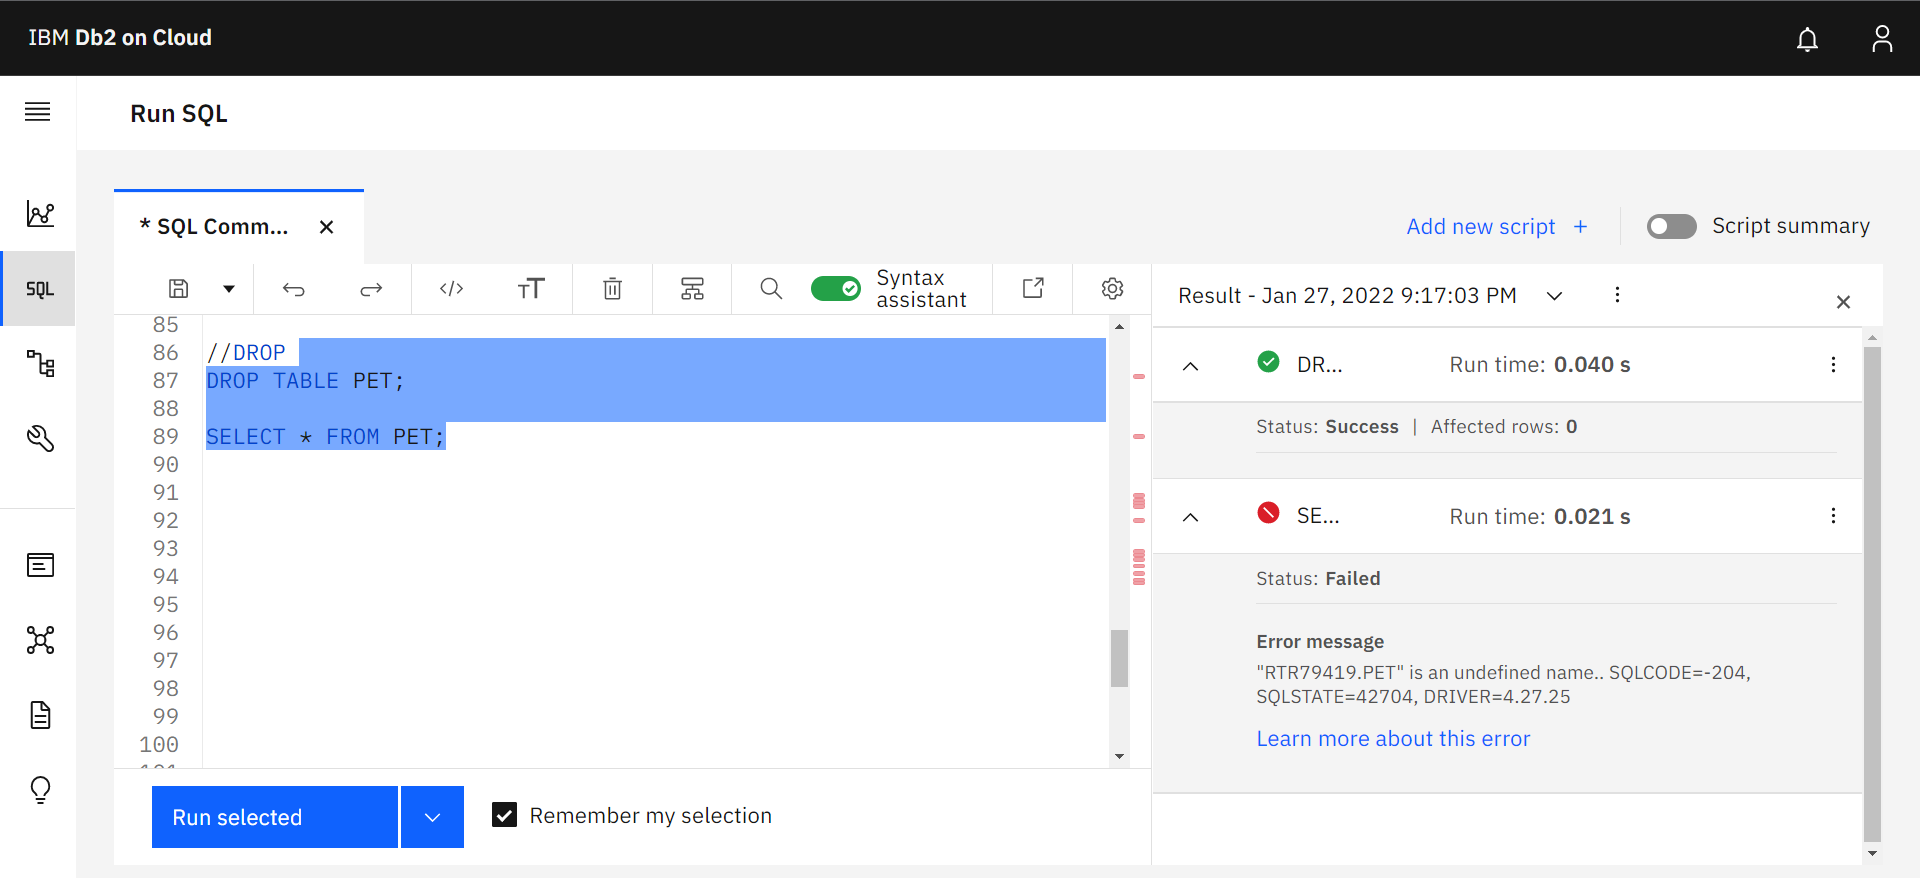 IBM Db2 on Cloud
Run SQL
* SQL Comm...
Add new script +
Script summary
SQL
Syntax
assistant
Result - Jan 27, 2022 9:17:03 PM
85
86 //DROP
87 DROP TABLE PET;
88
89 SELECT * FROM PET;
90
91
92
93
94
95
96
97
98
99
100
DR... Run time: 0.040 s
Status: Success | Affected rows: 0
SE... Run time: 0.021 s
Status: Failed
Error message
"RTR79419.PET" is an undefined name.. SQLCODE=-204,
SQLSTATE=42704, DRIVER=4.27.25
Learn more about this error
Run selected
Remember my selection